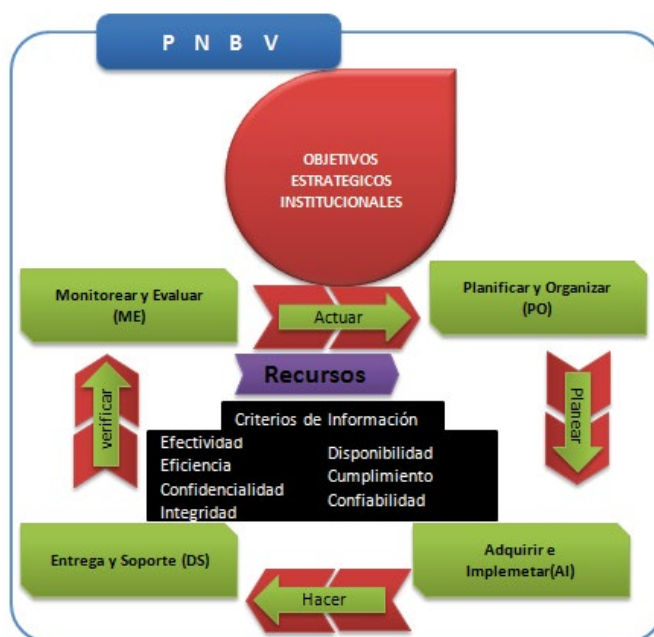 P N B V
OBJETIVOS
ESTRATEGICOS
INSTITUCIONALES
Monitorear y Evaluar
(ME)
Actuar
Planificar y Organizar
(PO)
Recursos
verificar
Planear
Criterios de Información
Efectividad
Eficiencia
Confidencialidad
Integridad
Disponibilidad
Cumplimiento
Confiabilidad
Entrega y Soporte (DS)
Hacer
Adquirir e
Implemetar(AI)